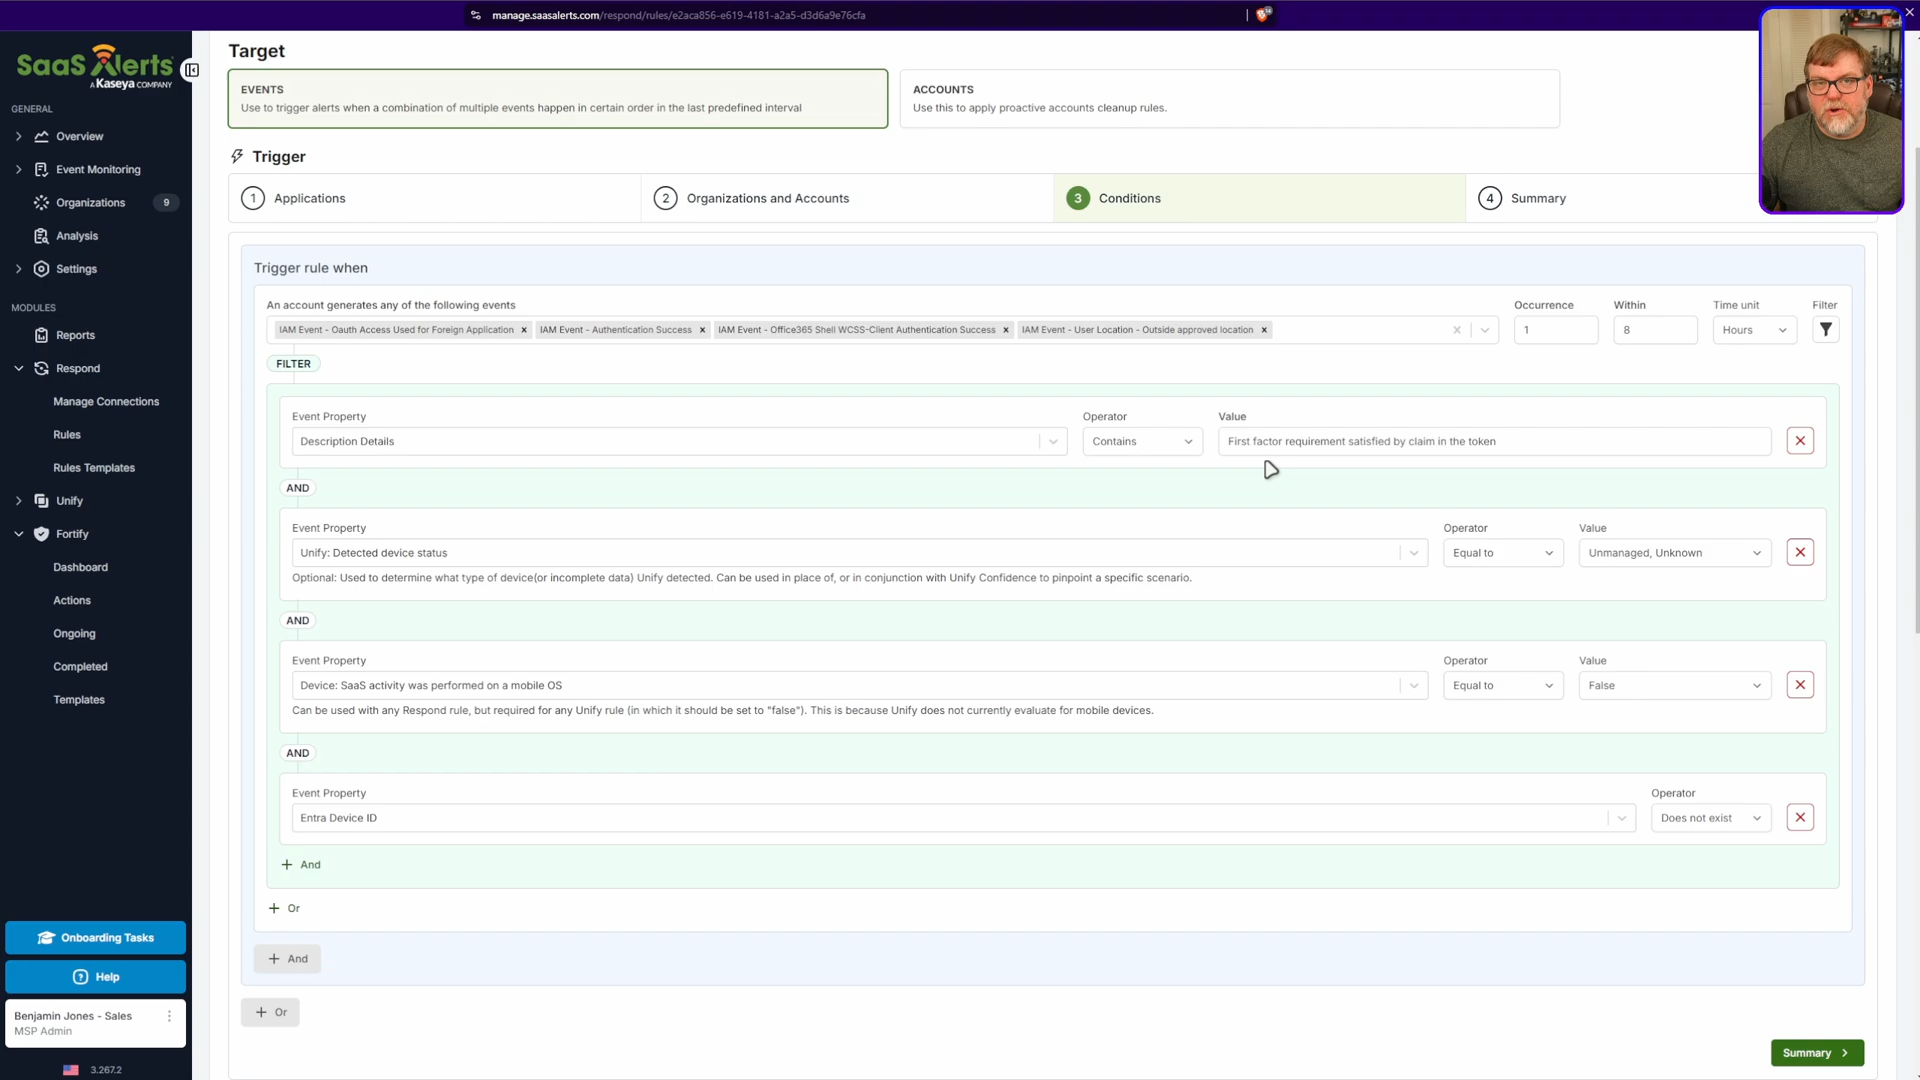 manage.saasalerts.com/respond/rules/e2aca856-e619-4181-a2a5-d3d6a9e76cfa
SaaS Alerts
A Kaseya COMPANY
GENERAL
Overview
Event Monitoring
Organizations 9
Analysis
Settings
MODULES
Reports
Respond
Manage Connections
Rules
Rules Templates
Unify
Fortify
Dashboard
Actions
Ongoing
Completed
Templates
Onboarding Tasks
Help
Benjamin Jones - Sales
MSP Admin
3.267.2
Target
EVENTS
Use to trigger alerts when a combination of multiple events happen in certain order in the last predefined interval
ACCOUNTS
Use this to apply proactive accounts cleanup rules.
Trigger
1 Applications
2 Organizations and Accounts
3 Conditions
4 Summary
Trigger rule when
An account generates any of the following events Occurrence Within Time unit Filter
IAM Event - Oauth Access Used for Foreign Application IAM Event - Authentication Success IAM Event - Office365 Shell WCSS-Client Authentication Success IAM Event - User Location - Outside approved location 1 8 Hours
FILTER
Event Property Operator Value
Description Details Contains First factor requirement satisfied by claim in the token
AND
Event Property Operator Value
Unify: Detected device status Equal to Unmanaged, Unknown
Optional: Used to determine what type of device(or incomplete data) Unify detected. Can be used in place of, or in conjunction with Unify Confidence to pinpoint a specific scenario.
AND
Event Property Operator Value
Device: SaaS activity was performed on a mobile OS Equal to False
Can be used with any Respond rule, but required for any Unify rule (in which it should be set to "false"). This is because Unify does not currently evaluate for mobile devices.
AND
Event Property Operator
Entra Device ID Does not exist
+ And
+ Or
+ And
+ Or
Summary